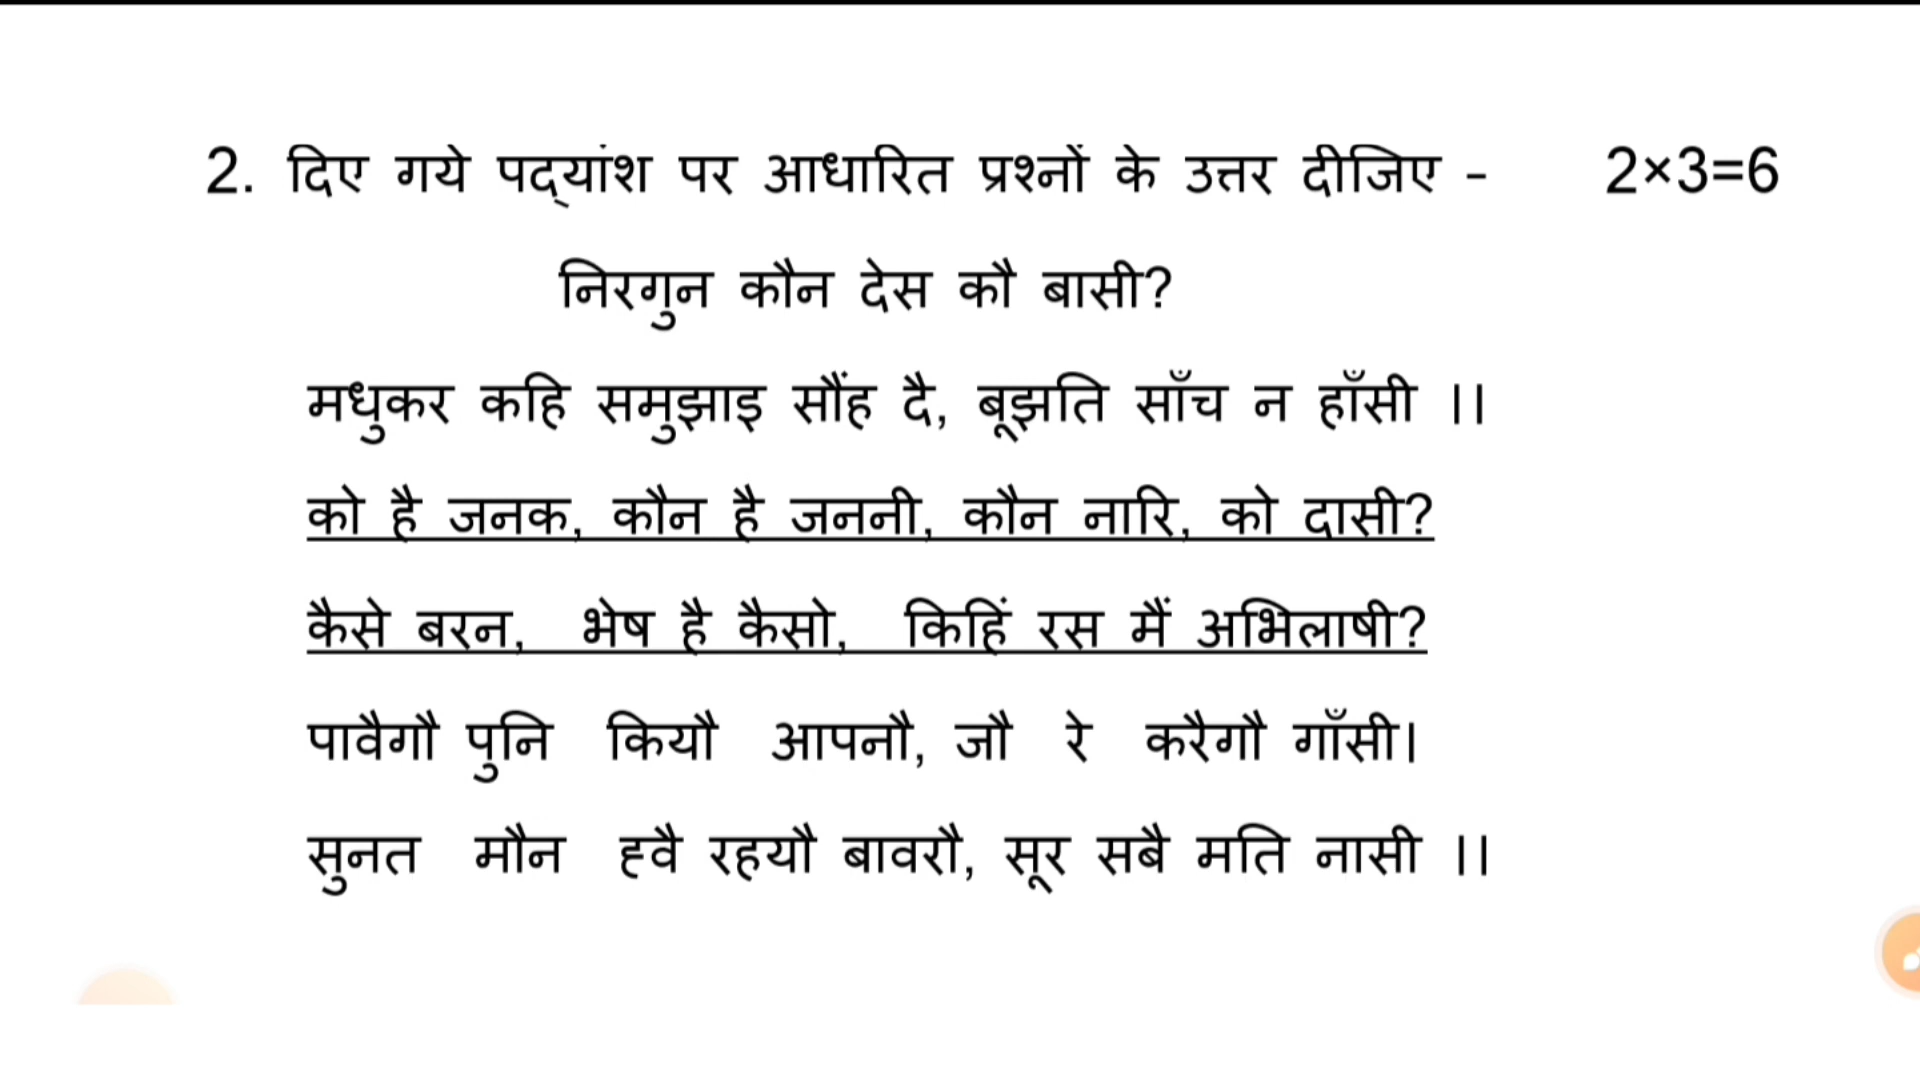 2. दिए गये पद्यांश पर आधारित प्रश्नों के उत्तर दीजिए - 2×3=6
निरगुन कौन देस कौ बासी?
मधुकर कहि समुझाइ सौंह दै, बूझति साँच न हाँसी ।।
को है जनक, कौन है जननी, कौन नारि, को दासी?
कैसे बरन, भेष है कैसो, किहिं रस मैं अभिलाषी?
पावैगौ पुनि कियौ आपनौ, जौ रे करैगौ गाँसी।
सुनत मौन ह्वै रहयौ बावरौ, सूर सबै मति नासी ।।